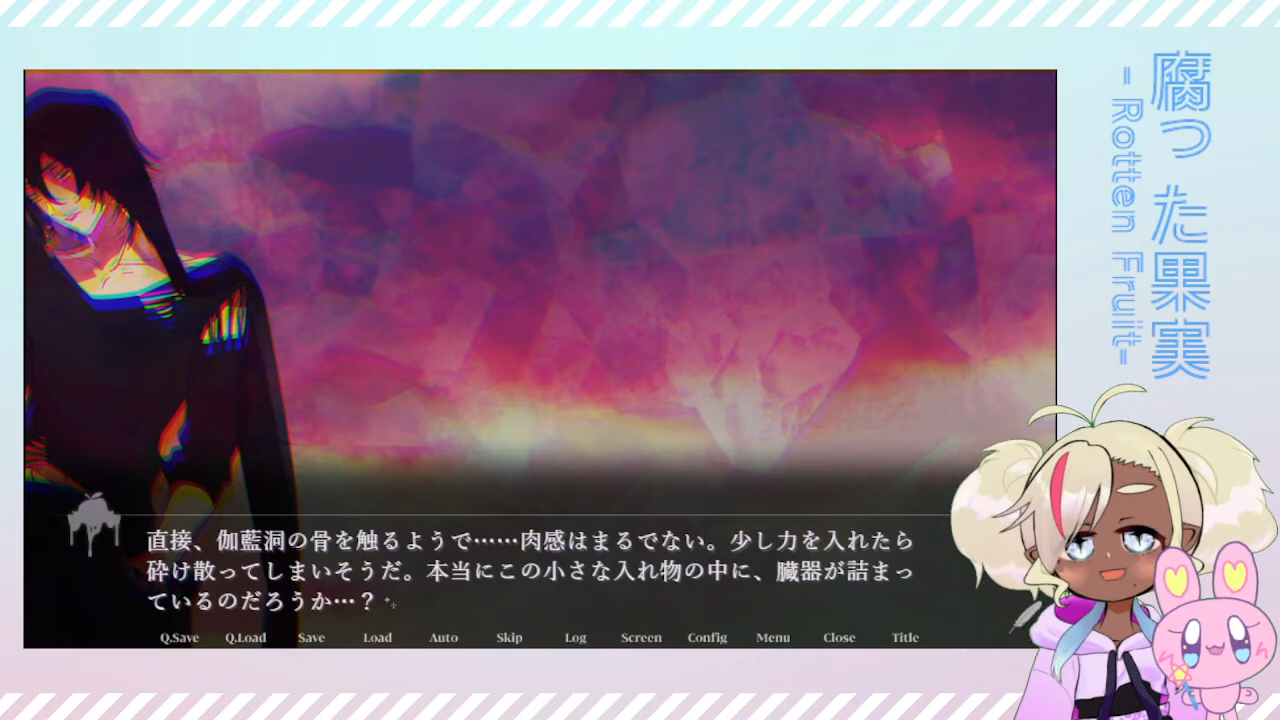 腐った果実
- Rotten Fruit -
直接、伽藍洞の骨を触るようで……肉感はまるでない。少し力を入れたら
砕け散ってしまいそうだ。本当にこの小さな入れ物の中に、臓器が詰まっ
ているのだろうか…？
Q.Save Q.Load Save Load Auto Skip Log Screen Config Menu Close Title